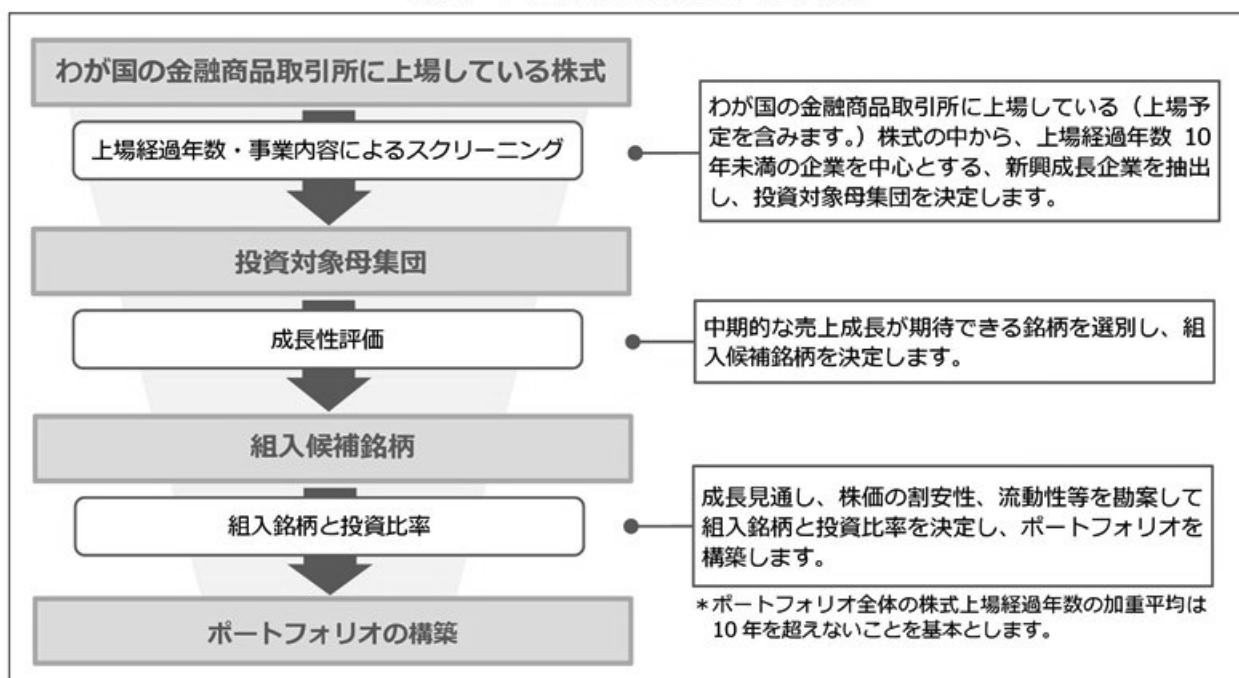 わが国の金融商品取引所に上場している株式
上場経過年数・事業内容によるスクリーニング
わが国の金融商品取引所に上場している（上場予
定を含みます。）株式の中から、上場経過年数 10
年未満の企業を中心とする、新興成長企業を抽出
し、投資対象母集団を決定します。
投資対象母集団
成長性評価
中期的な売上成長が期待できる銘柄を選別し、組
入候補銘柄を決定します。
組入候補銘柄
組入銘柄と投資比率
成長見通し、株価の割安性、流動性等を勘案して
組入銘柄と投資比率を決定し、ポートフォリオを
構築します。
＊ポートフォリオ全体の株式上場経過年数の加重平均は
10 年を超えないことを基本とします。
ポートフォリオの構築